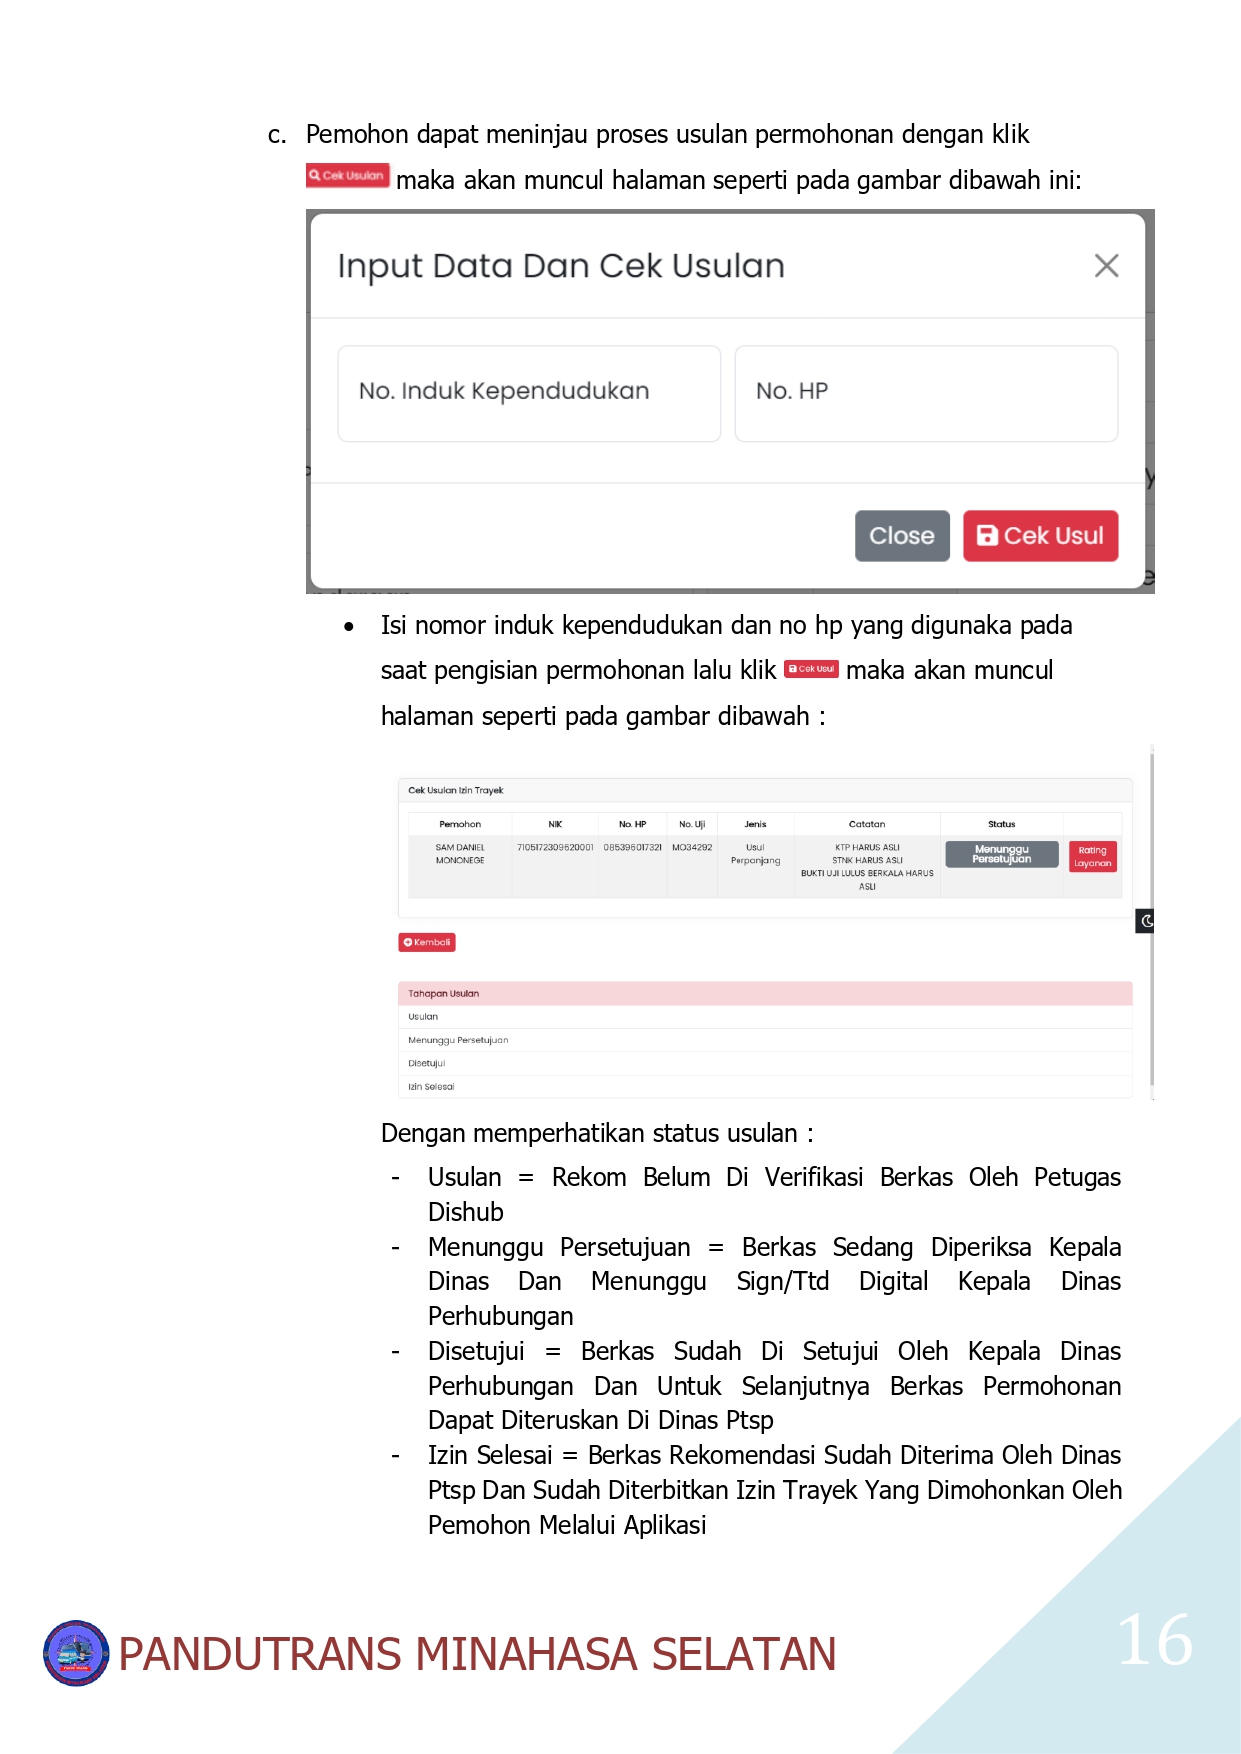 c. Pemohon dapat meninjau proses usulan permohonan dengan klik
Cek Usulan maka akan muncul halaman seperti pada gambar dibawah ini:
Input Data Dan Cek Usulan
No. Induk Kependudukan No. HP
Close Cek Usul
• Isi nomor induk kependudukan dan no hp yang digunaka pada
saat pengisian permohonan lalu klik Cek Usul maka akan muncul
halaman seperti pada gambar dibawah :
Cek Usulan Izin Trayek
Pemohon NIK No. HP No. Uji Jenis Catatan Status
SAM DANIEL MONONEGE 7105172309620001 085396017321 MO34292 Usul Perpanjang KTP HARUS ASLI
STNK HARUS ASLI
BUKTI UJI LULUS BERKALA HARUS
ASLI
Menunggu Persetujuan
Rating Layanan
Kembali
Tahapan Usulan
Usulan
Menunggu Persetujuan
Disetujui
Izin Selesai
Dengan memperhatikan status usulan :
- Usulan = Rekom Belum Di Verifikasi Berkas Oleh Petugas
Dishub
- Menunggu Persetujuan = Berkas Sedang Diperiksa Kepala
Dinas Dan Menunggu Sign/Ttd Digital Kepala Dinas
Perhubungan
- Disetujui = Berkas Sudah Di Setujui Oleh Kepala Dinas
Perhubungan Dan Untuk Selanjutnya Berkas Permohonan
Dapat Diteruskan Di Dinas Ptsp
- Izin Selesai = Berkas Rekomendasi Sudah Diterima Oleh Dinas
Ptsp Dan Sudah Diterbitkan Izin Trayek Yang Dimohonkan Oleh
Pemohon Melalui Aplikasi
PANDUTRANS MINAHASA SELATAN
16